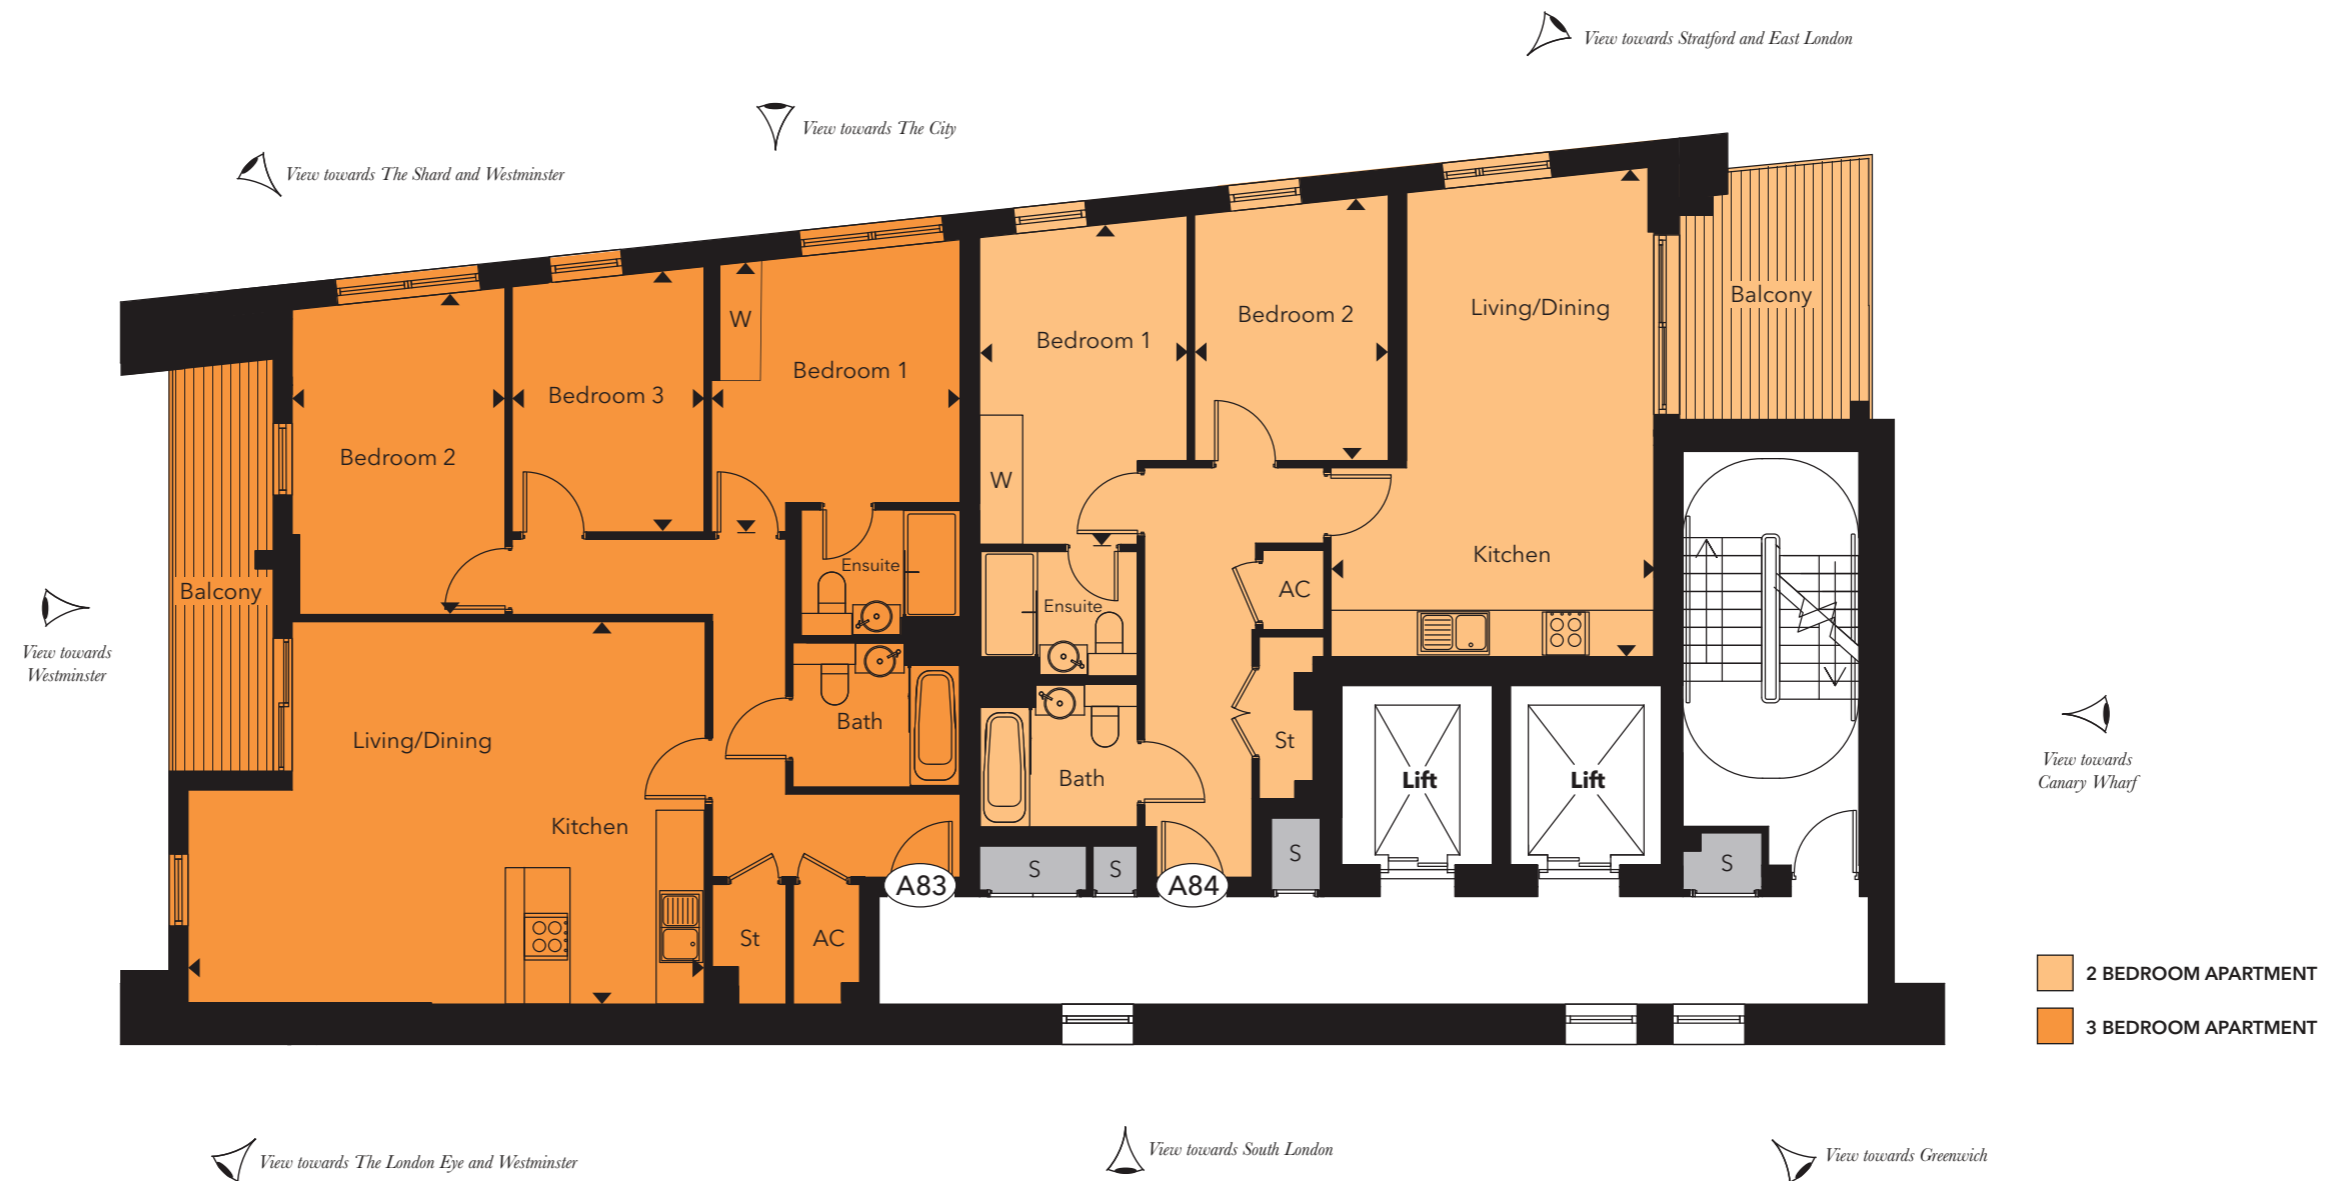 View towards Stratford and East London
View towards The City
View towards The Shard and Westminster
Balcony
Living/Dining
Bedroom 2
W
Bedroom 1
Bedroom 1
Bedroom 3
Bedroom 2
W
Kitchen
Ensuite
AC
Balcony
Ensuite
View towards
Westminster
Bath
Living/Dining
St
Bath
Lift
Lift
View towards
Canary Wharf
Kitchen
S
S
S
S
A83
A84
St
AC
2 BEDROOM APARTMENT
3 BEDROOM APARTMENT
View towards The London Eye and Westminster
View towards South London
View towards Greenwich